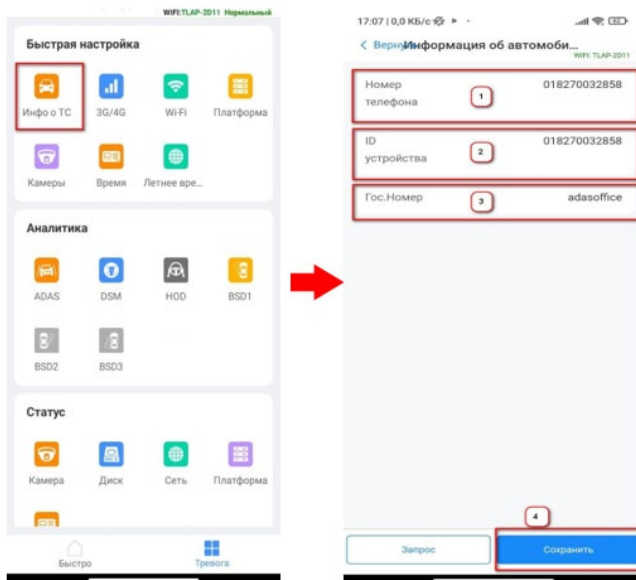 WIFI:TLAP-2D11 Нормальный
Быстрая настройка
Инфо о ТС
3G/4G
Wi-Fi
Платформа
Камеры
Время
Летнее вре...
Аналитика
ADAS
DSM
HOD
BSD1
BSD2
BSD3
Статус
Камера
Диск
Сеть
Платформа
Быстро
Тревога
17:07 | 0,0 КБ/с
Информация об автомоби...
WIFI: TLAP-2D11
Номер телефона
1
018270032858
ID устройства
2
018270032858
Гос.Номер
3
adasoffice
4
Запрос
Сохранить